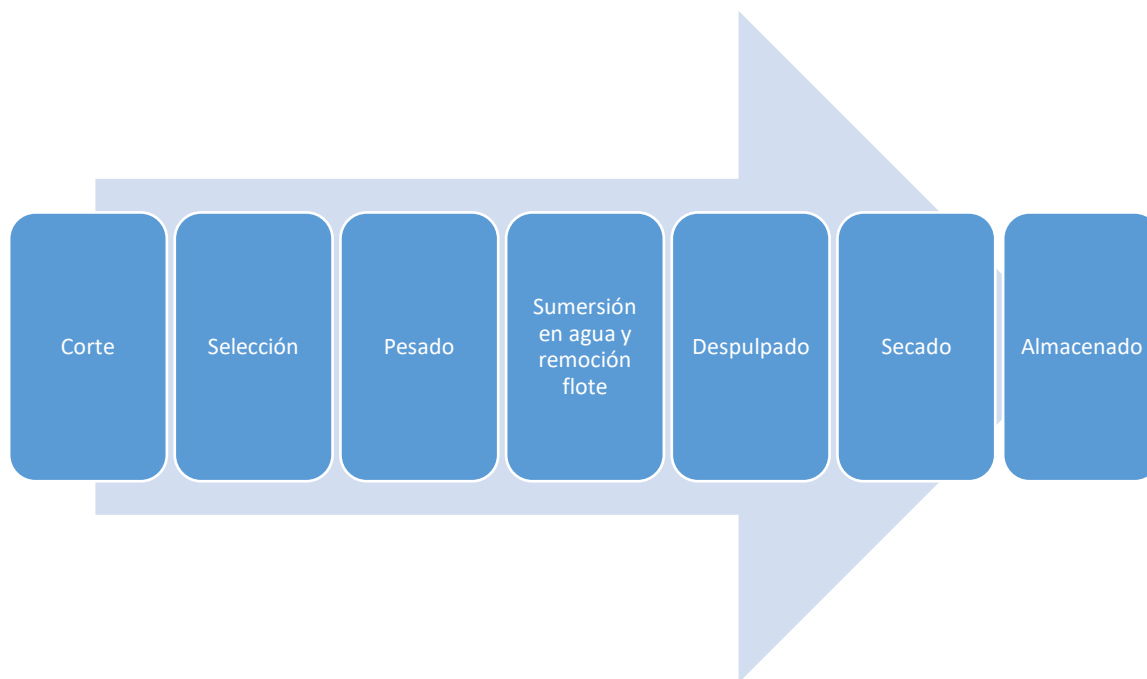 Corte
Selección
Pesado
Sumersión
en agua y
remoción
flote
Despulpado
Secado
Almacenado